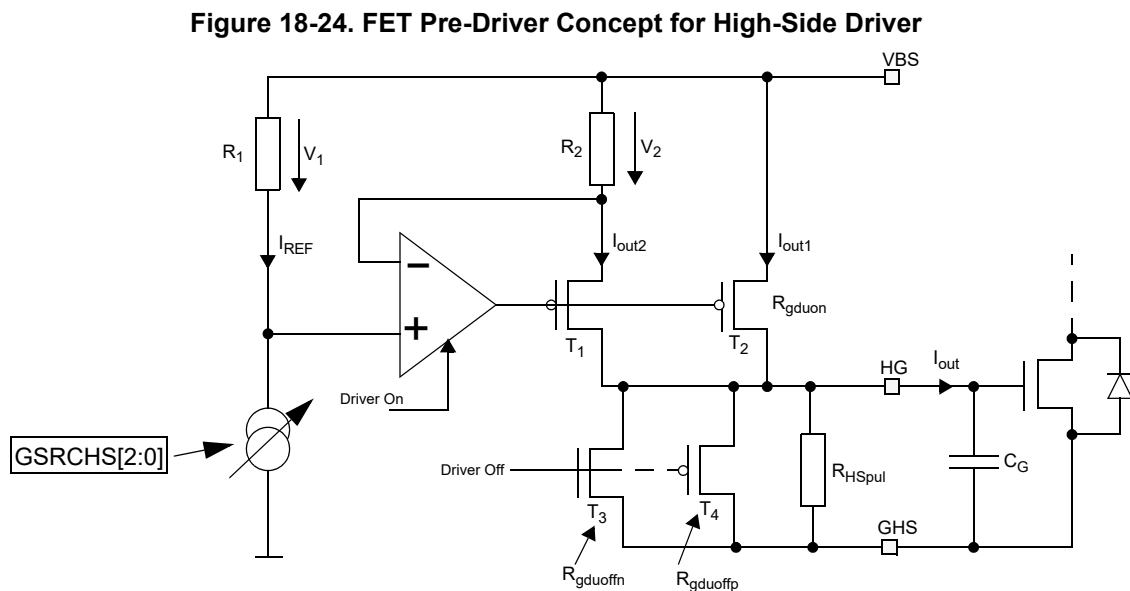 Figure 18-24. FET Pre-Driver Concept for High-Side Driver
VBS
R1
V1
R2
V2
IREF
Iout2
Iout1
−
+
T1
T2
Rgduon
HG
Iout
Driver On
GSRCHS[2:0]
Driver Off
T3
T4
RHSpul
CG
GHS
Rgduoffn
Rgduoffp